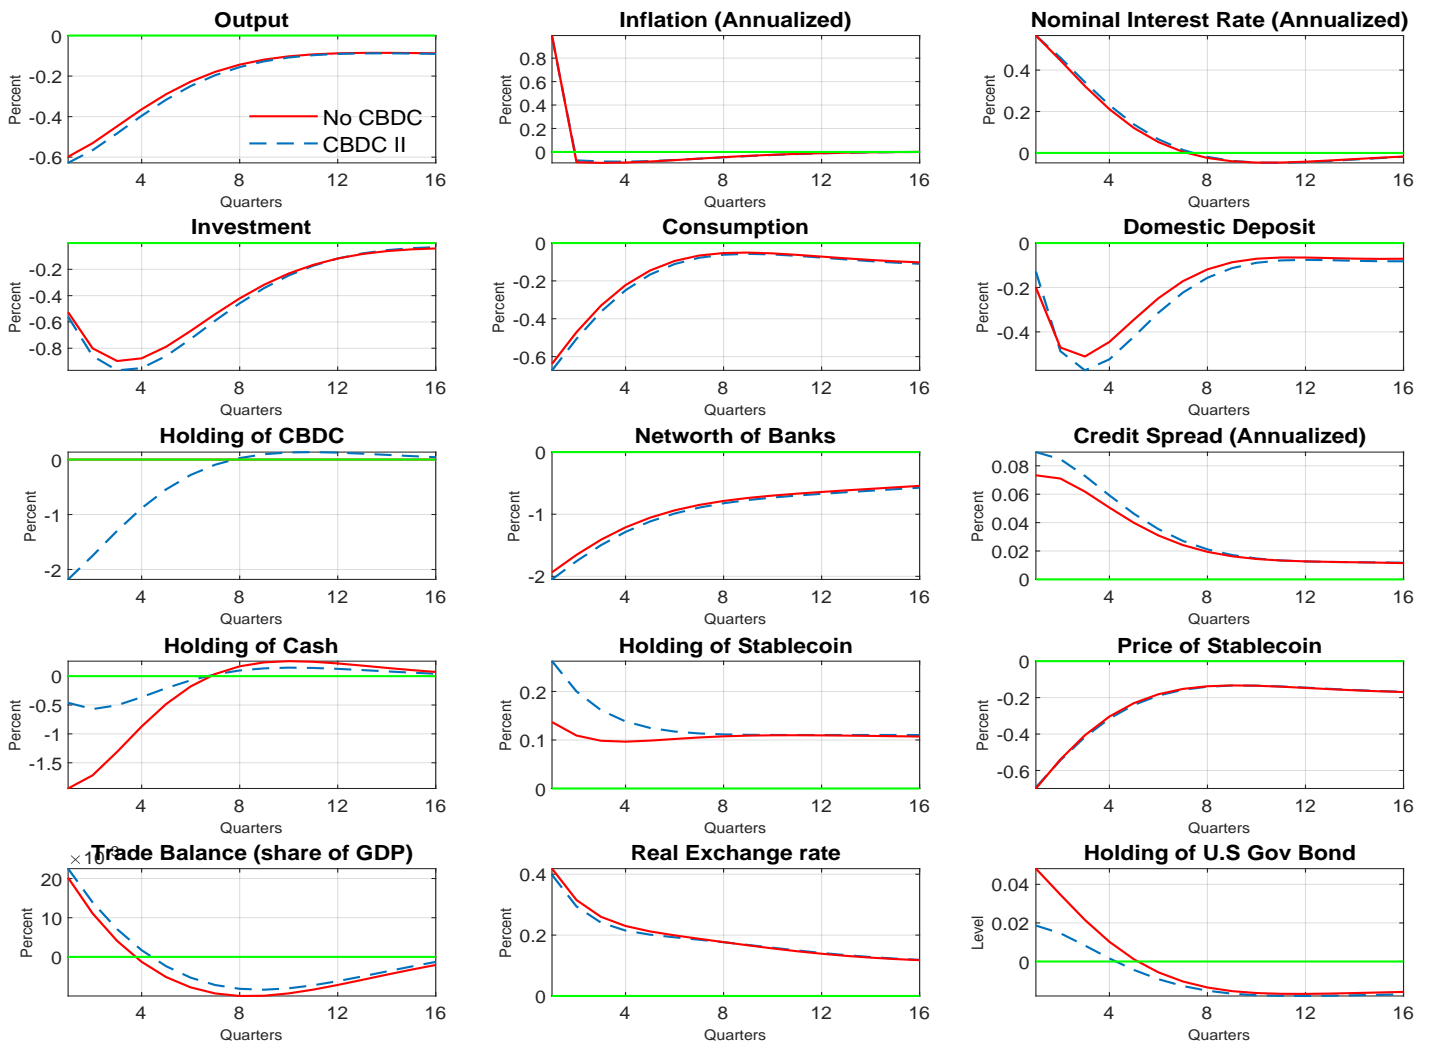 Output
0
-0.2
-0.4
-0.6
Percent
4
8
12
16
Quarters
No CBDC
CBDC II
Inflation (Annualized)
0.8
0.6
0.4
0.2
0
Percent
4
8
12
16
Quarters
Nominal Interest Rate (Annualized)
0.4
0.2
0
Percent
4
8
12
16
Quarters
Investment
-0.2
-0.4
-0.6
-0.8
Percent
4
8
12
16
Quarters
Consumption
0
-0.2
-0.4
-0.6
Percent
4
8
12
16
Quarters
Domestic Deposit
0
-0.2
-0.4
Percent
4
8
12
16
Quarters
Holding of CBDC
0
-1
-2
Percent
4
8
12
16
Quarters
Networth of Banks
0
-1
-2
Percent
4
8
12
16
Quarters
Credit Spread (Annualized)
0.08
0.06
0.04
0.02
0
Percent
4
8
12
16
Quarters
Holding of Cash
0
-0.5
-1
-1.5
Percent
4
8
12
16
Quarters
Holding of Stablecoin
0.2
0.1
0
Percent
4
8
12
16
Quarters
Price of Stablecoin
0
-0.2
-0.4
-0.6
Percent
4
8
12
16
Quarters
Trade Balance (share of GDP)
×10
20
10
0
Percent
4
8
12
16
Quarters
Real Exchange rate
0.4
0.2
0
Percent
4
8
12
16
Quarters
Holding of U.S Gov Bond
0.04
0.02
0
Level
4
8
12
16
Quarters